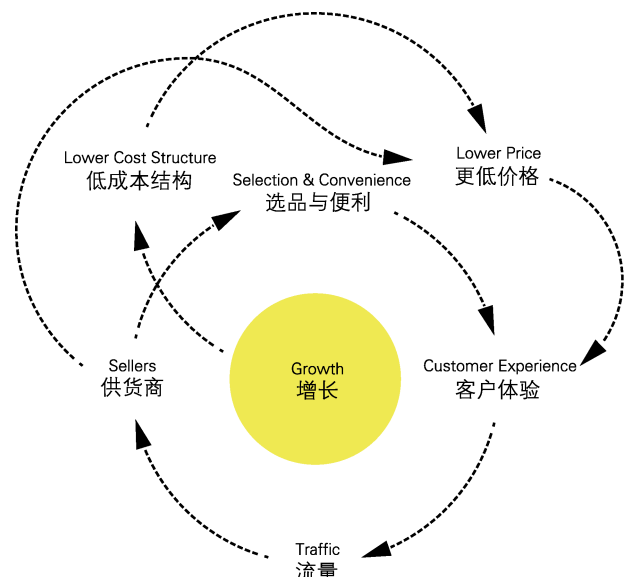 Lower Cost Structure
低成本结构
Lower Price
更低价格
Selection & Convenience
选品与便利
Sellers
供货商
Growth
增长
Customer Experience
客户体验
Traffic
流量